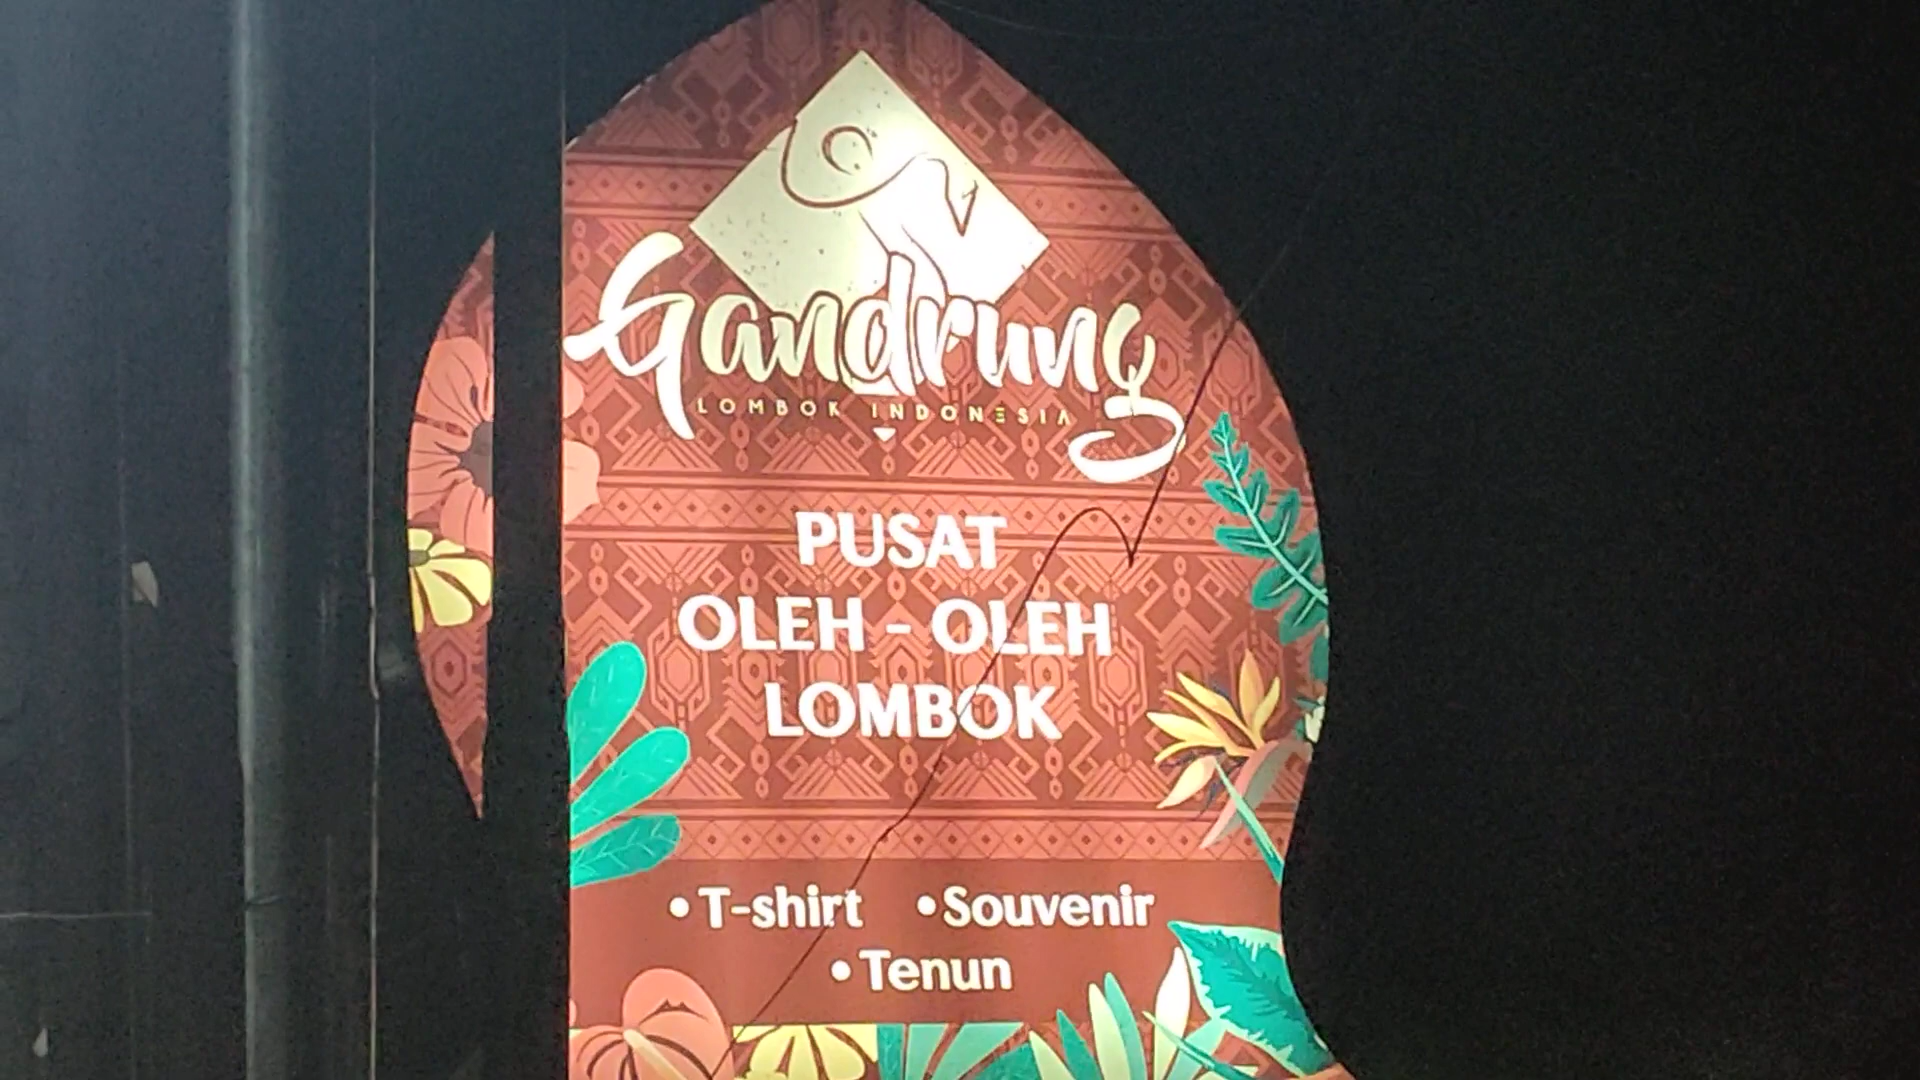 Gandrung
LOMBOK INDONESIA
PUSAT
OLEH - OLEH
LOMBOK
•T-shirt •Souvenir
•Tenun